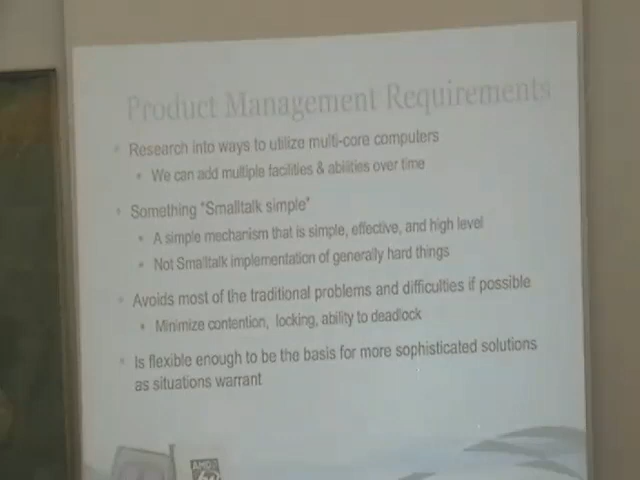 Product Management Requirements
Research into ways to utilize multi-core computers
We can add multiple facilities & abilities over time
Something "Smalltalk simple"
A simple mechanism that is simple, effective, and high level
Not Smalltalk implementation of generally hard things
Avoids most of the traditional problems and difficulties if possible
Minimize contention, locking, ability to deadlock
Is flexible enough to be the basis for more sophisticated solutions
as situations warrant